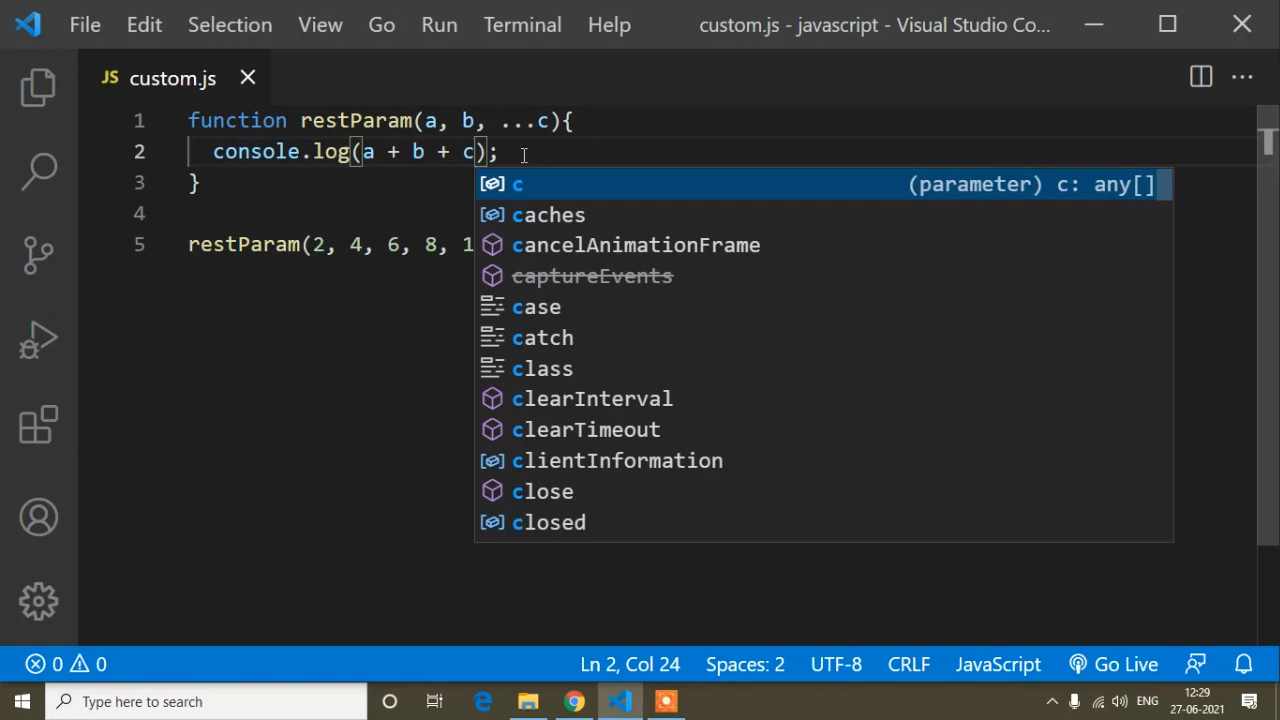 File Edit Selection View Go Run Terminal Help custom.js - javascript - Visual Studio Co...
JS custom.js
1 function restParam(a, b, ...c){
2 console.log(a + b + c);
3 }
4
5 restParam(2, 4, 6, 8, 1
c (parameter) c: any[]
caches
cancelAnimationFrame
captureEvents
case
catch
class
clearInterval
clearTimeout
clientInformation
close
closed
0 0 Ln 2, Col 24 Spaces: 2 UTF-8 CRLF JavaScript Go Live
Type here to search ENG 12:29
27-06-2021